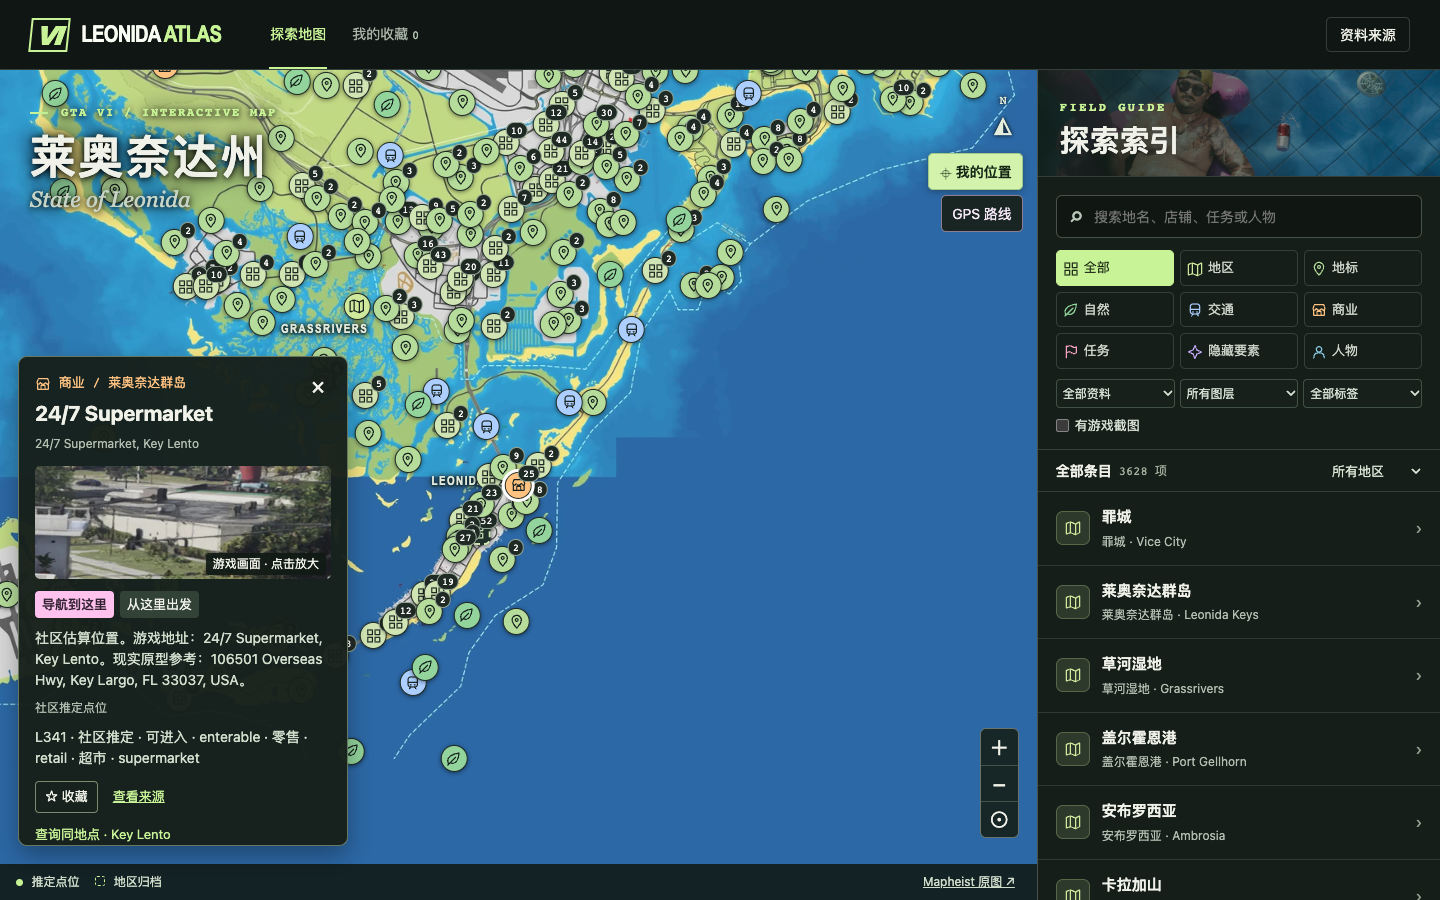 VI LEONIDA ATLAS
探索地图
我的收藏 0
资料来源
GTA VI / INTERACTIVE MAP
莱奥奈达州
State of Leonida
N
我的位置
GPS 路线
GRASSRIVERS
LEONID
商业 / 莱奥奈达群岛
24/7 Supermarket
24/7 Supermarket, Key Lento
游戏画面 · 点击放大
导航到这里
从这里出发
社区估算位置。游戏地址：24/7 Supermarket,
Key Lento。现实原型参考：106501 Overseas
Hwy, Key Largo, FL 33037, USA。
社区推定点位
L341 · 社区推定 · 可进入 · enterable · 零售 ·
retail · 超市 · supermarket
收藏
查看来源
查询同地点 · Key Lento
推定点位
地区归档
Mapheist 原图 ↗
FIELD GUIDE
探索索引
搜索地名、店铺、任务或人物
全部
地区
地标
自然
交通
商业
任务
隐藏要素
人物
全部资料
所有图层
全部标签
有游戏截图
全部条目 3628 项
所有地区
罪城
罪城 · Vice City
莱奥奈达群岛
莱奥奈达群岛 · Leonida Keys
草河湿地
草河湿地 · Grassrivers
盖尔霍恩港
盖尔霍恩港 · Port Gellhorn
安布罗西亚
安布罗西亚 · Ambrosia
卡拉加山